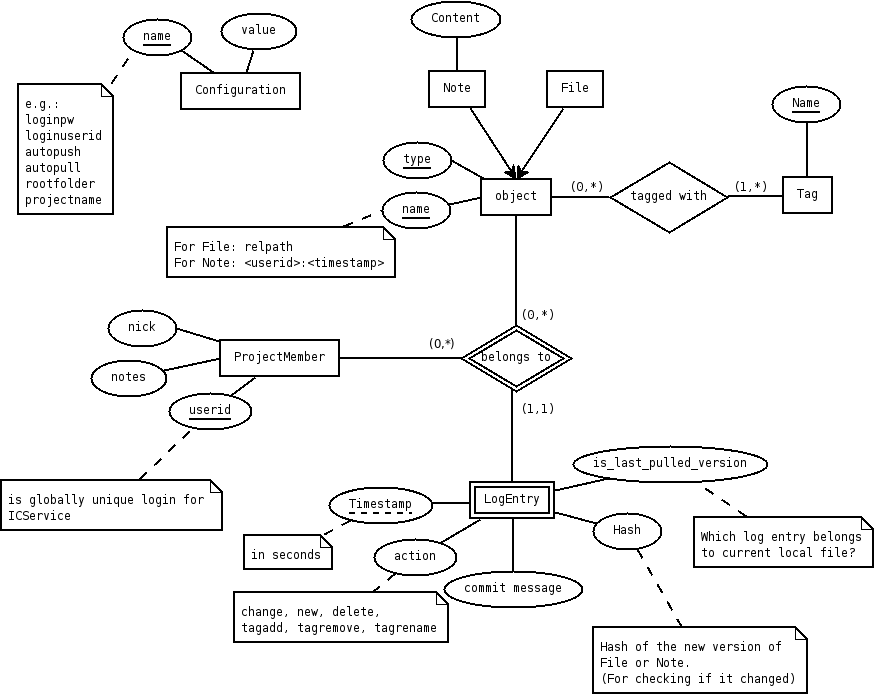 Content
name
value
Configuration
Note
File
e.g.:
loginpw
loginuserid
autopush
autopull
rootfolder
projectname
Name
type
object
(0,*)
tagged with
(1,*)
Tag
name
For File: relpath
For Note: <userid>:<timestamp>
(0,*)
nick
ProjectMember
(0,*)
belongs to
notes
userid
(1,1)
is_last_pulled_version
is globally unique login for
ICService
Timestamp
LogEntry
Hash
Which log entry belongs
to current local file?
in seconds
action
commit message
change, new, delete,
tagadd, tagremove, tagrename
Hash of the new version of
File or Note.
(For checking if it changed)